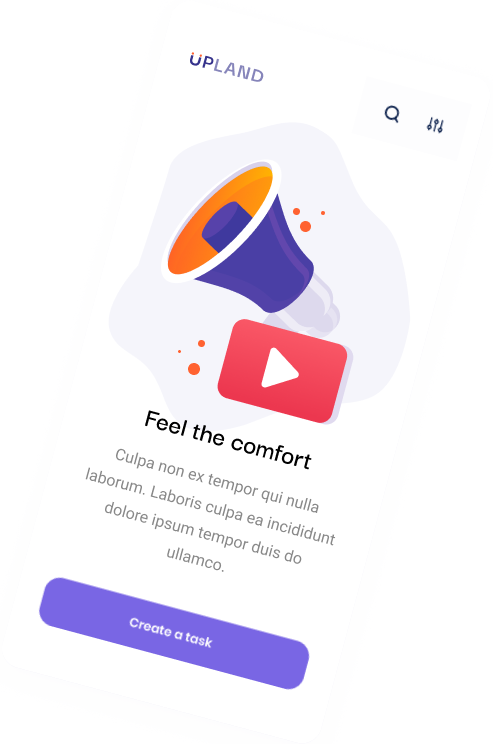 UPLAND
Feel the comfort
Culpa non ex tempor qui nulla
laborum. Laboris culpa ea incididunt
dolore ipsum tempor duis do
ullamco.
Create a task